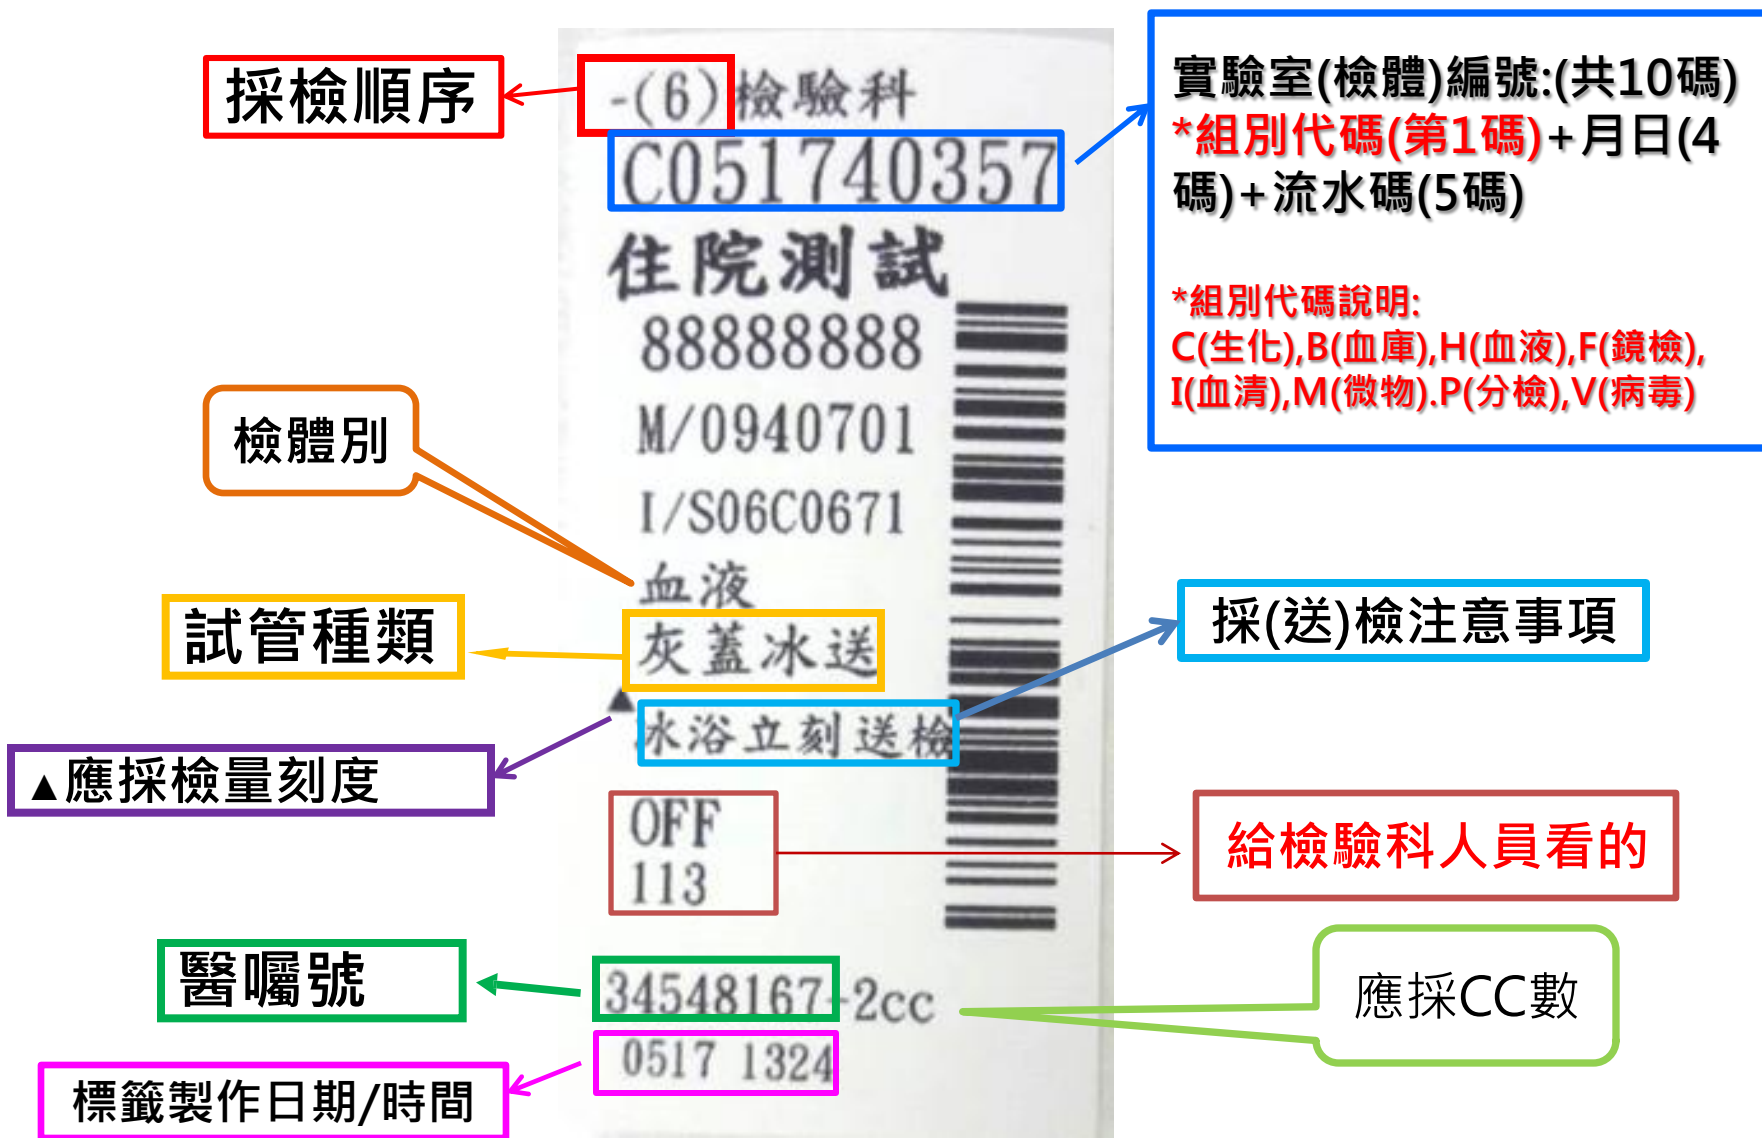 採檢順序
-(6)檢驗科
C051740357
實驗室(檢體)編號:(共10碼)
*組別代碼(第1碼)+月日(4
碼)+流水碼(5碼)
*組別代碼說明:
C(生化),B(血庫),H(血液),F(鏡檢),
I(血清),M(微物).P(分檢),V(病毒)
住院測試
88888888
M/0940701
I/S06C0671
檢體別
血液
試管種類
灰蓋冰送
採(送)檢注意事項
▲
冰浴立刻送檢
▲應採檢量刻度
OFF
113
給檢驗科人員看的
醫囑號
34548167-2cc
應採CC數
0517 1324
標籤製作日期/時間